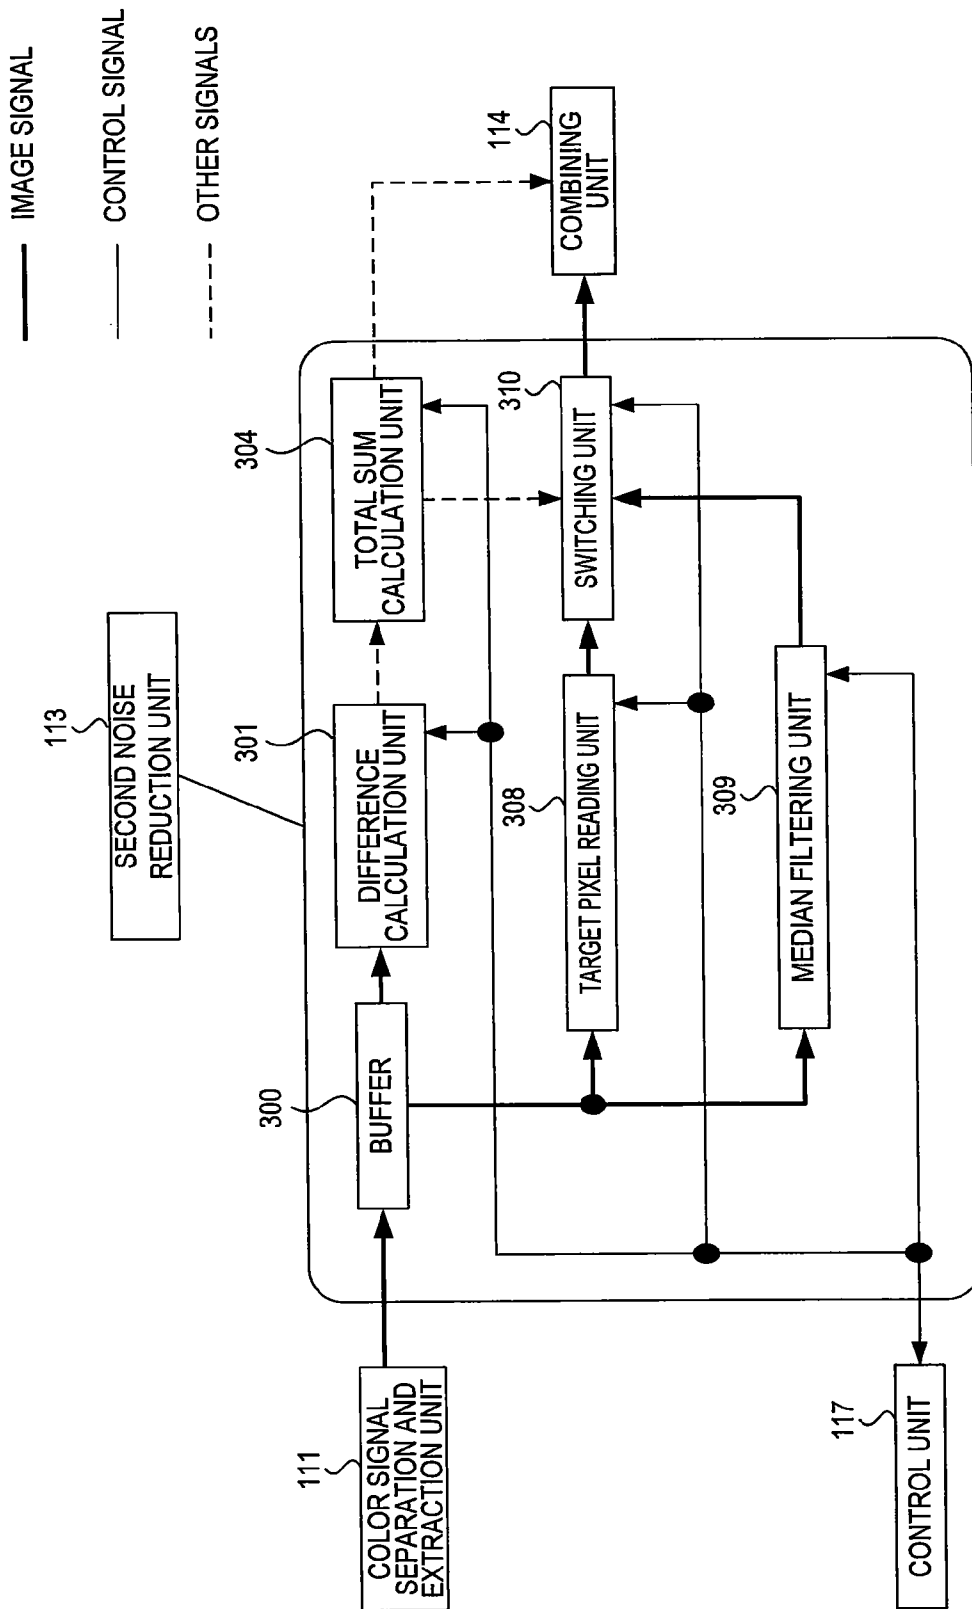 IMAGE SIGNAL
CONTROL SIGNAL
OTHER SIGNALS
113
SECOND NOISE
REDUCTION UNIT
111
COLOR SIGNAL
SEPARATION AND
EXTRACTION UNIT
300
BUFFER
301
DIFFERENCE
CALCULATION UNIT
304
TOTAL SUM
CALCULATION UNIT
308
TARGET PIXEL READING UNIT
310
SWITCHING UNIT
114
COMBINING
UNIT
309
MEDIAN FILTERING UNIT
117
CONTROL UNIT